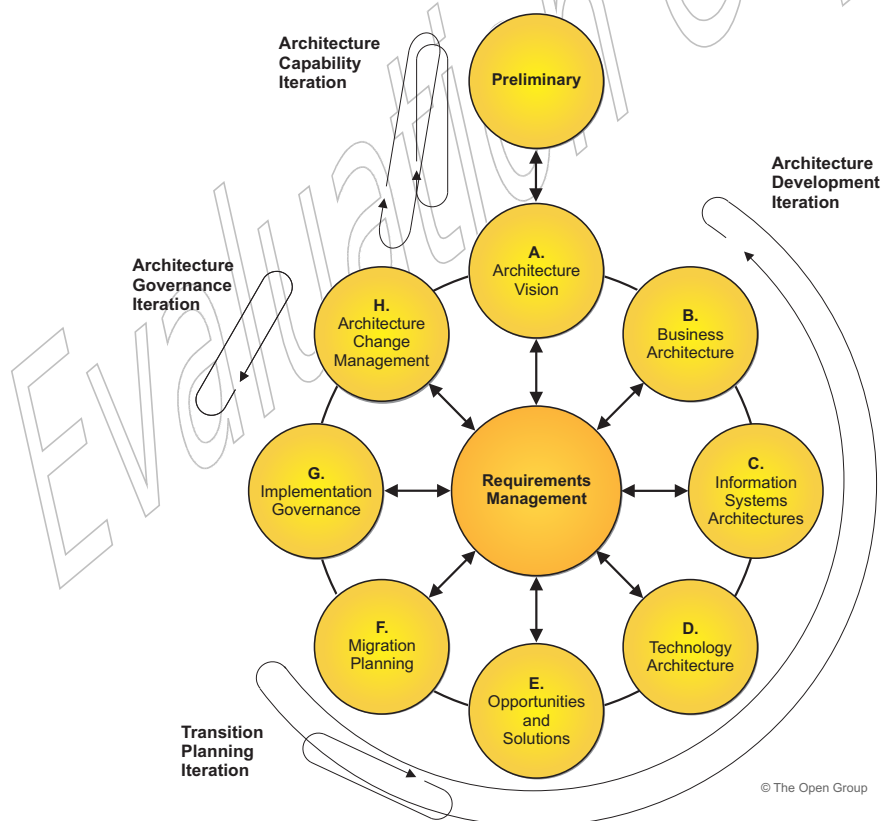 Architecture
Capability
Iteration
Preliminary
Architecture
Development
Iteration
A.
Architecture
Vision
Architecture
Governance
Iteration
H.
Architecture
Change
Management
B.
Business
Architecture
G.
Implementation
Governance
Requirements
Management
C.
Information
Systems
Architectures
F.
Migration
Planning
D.
Technology
Architecture
E.
Opportunities
and
Solutions
Transition
Planning
Iteration
© The Open Group
Evaluation